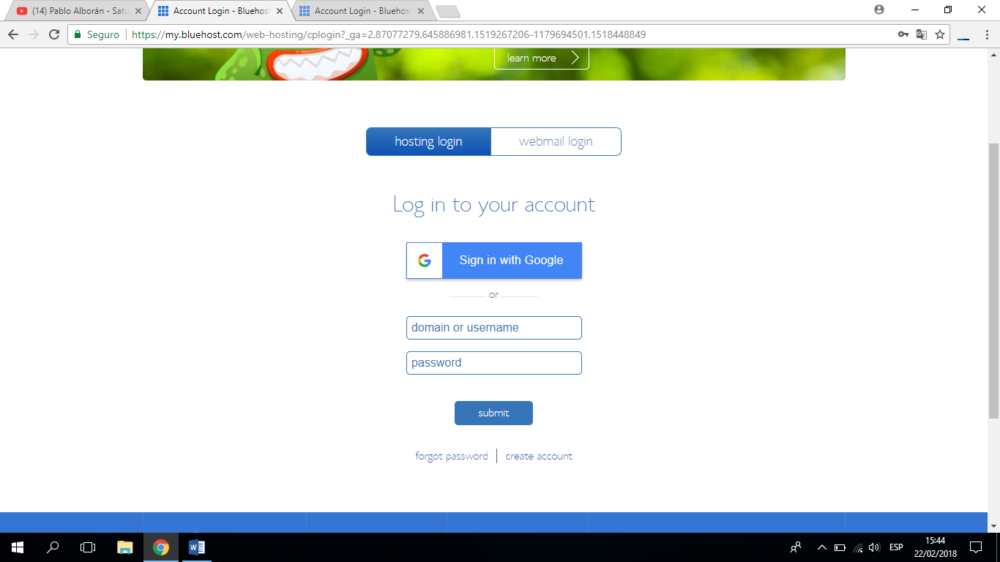 (14) Pablo Alborán - Satu
Account Login - Bluehost
Account Login - Bluehost
Seguro
https://my.bluehost.com/web-hosting/cplogin?_ga=2.87077279.645886981.1519267206-1179694501.1518448849
learn more
hosting login
webmail login
Log in to your account
Sign in with Google
or
domain or username
password
submit
forgot password
create account
ESP
15:44
22/02/2018